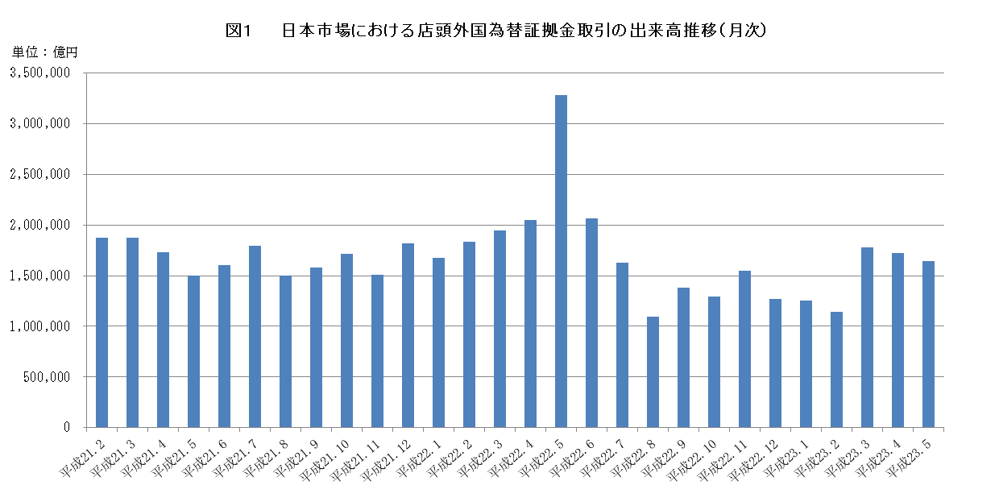 図1　　日本市場における店頭外国為替証拠金取引の出来高推移(月次)
単位：億円
3,500,000
3,000,000
2,500,000
2,000,000
1,500,000
1,000,000
500,000
0
平成21.2
平成21.3
平成21.4
平成21.5
平成21.6
平成21.7
平成21.8
平成21.9
平成21.10
平成21.11
平成21.12
平成22.1
平成22.2
平成22.3
平成22.4
平成22.5
平成22.6
平成22.7
平成22.8
平成22.9
平成22.10
平成22.11
平成22.12
平成23.1
平成23.2
平成23.3
平成23.4
平成23.5